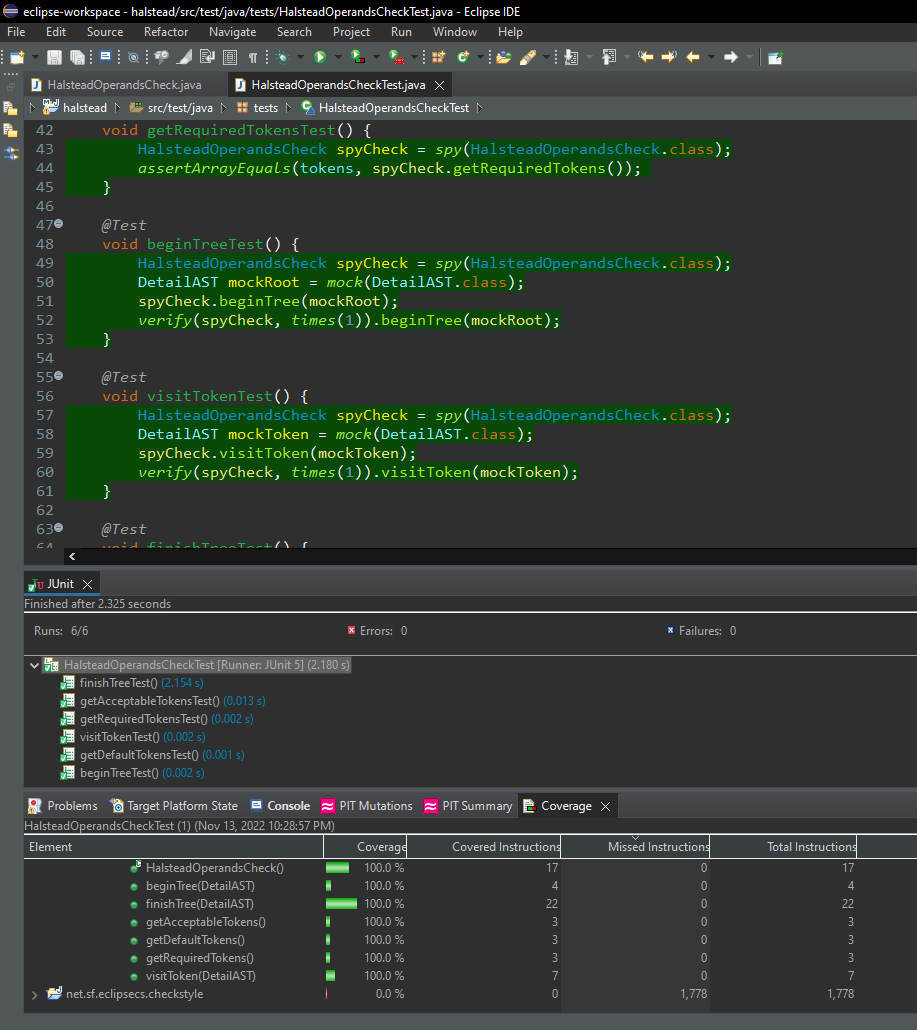 eclipse-workspace - halstead/src/test/java/tests/HalsteadOperandsCheckTest.java - Eclipse IDE
File Edit Source Refactor Navigate Search Project Run Window Help
HalsteadOperandsCheck.java HalsteadOperandsCheckTest.java
halstead src/test/java tests HalsteadOperandsCheckTest
42 void getRequiredTokensTest() {
43 HalsteadOperandsCheck spyCheck = spy(HalsteadOperandsCheck.class);
44 assertArrayEquals(tokens, spyCheck.getRequiredTokens());
45 }
46
47 @Test
48 void beginTreeTest() {
49 HalsteadOperandsCheck spyCheck = spy(HalsteadOperandsCheck.class);
50 DetailAST mockRoot = mock(DetailAST.class);
51 spyCheck.beginTree(mockRoot);
52 verify(spyCheck, times(1)).beginTree(mockRoot);
53 }
54
55 @Test
56 void visitTokenTest() {
57 HalsteadOperandsCheck spyCheck = spy(HalsteadOperandsCheck.class);
58 DetailAST mockToken = mock(DetailAST.class);
59 spyCheck.visitToken(mockToken);
60 verify(spyCheck, times(1)).visitToken(mockToken);
61 }
62
63 @Test
64 void finishTreeTest() {
JUnit
Finished after 2.325 seconds
Runs: 6/6 Errors: 0 Failures: 0
HalsteadOperandsCheckTest [Runner: JUnit 5] (2.180 s)
finishTreeTest() (2.154 s)
getAcceptableTokensTest() (0.013 s)
getRequiredTokensTest() (0.002 s)
visitTokenTest() (0.002 s)
getDefaultTokensTest() (0.001 s)
beginTreeTest() (0.002 s)
Problems Target Platform State Console PIT Mutations PIT Summary Coverage
HalsteadOperandsCheckTest (1) (Nov 13, 2022 10:28:57 PM)
Element Coverage Covered Instructions Missed Instructions Total Instructions
HalsteadOperandsCheck() 100.0 % 17 0 17
beginTree(DetailAST) 100.0 % 4 0 4
finishTree(DetailAST) 100.0 % 22 0 22
getAcceptableTokens() 100.0 % 3 0 3
getDefaultTokens() 100.0 % 3 0 3
getRequiredTokens() 100.0 % 3 0 3
visitToken(DetailAST) 100.0 % 7 0 7
net.sf.eclipsecs.checkstyle 0.0 % 0 1,778 1,778